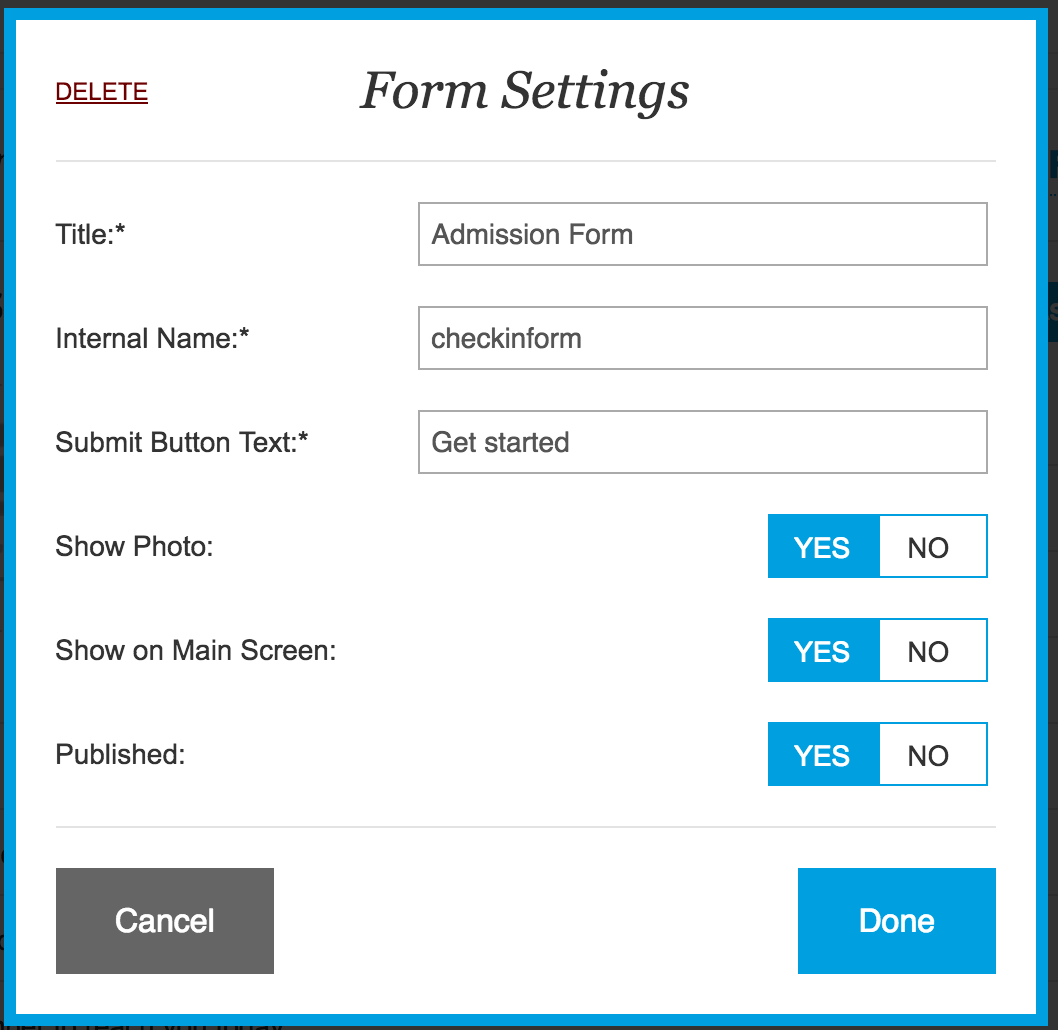 DELETE
Form Settings
Title:*
Admission Form
Internal Name:*
checkinform
Submit Button Text:*
Get started
Show Photo:
YES NO
Show on Main Screen:
YES NO
Published:
YES NO
Cancel
Done